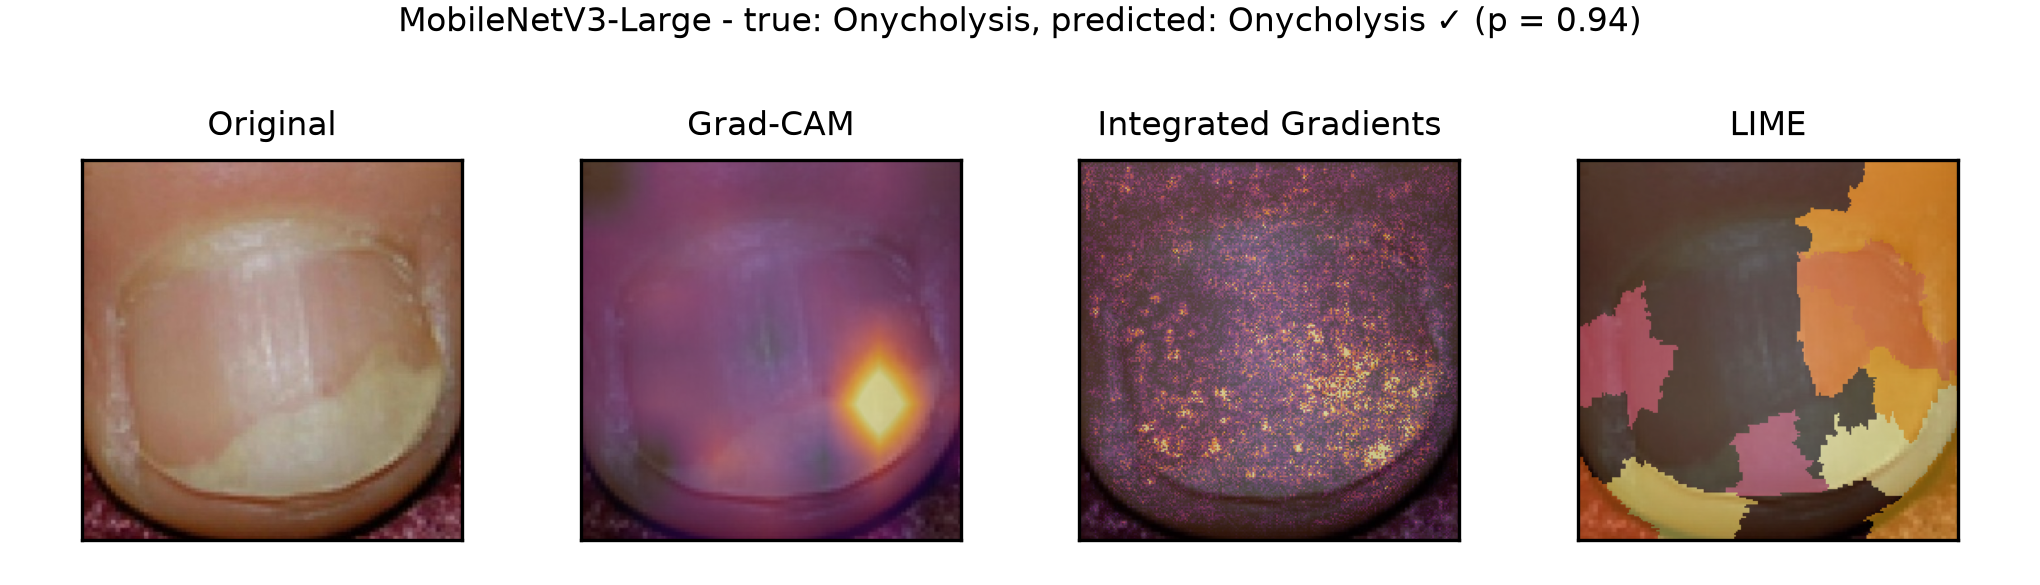 MobileNetV3-Large - true: Onycholysis, predicted: Onycholysis ✓ (p = 0.94)
Original
Grad-CAM
Integrated Gradients
LIME